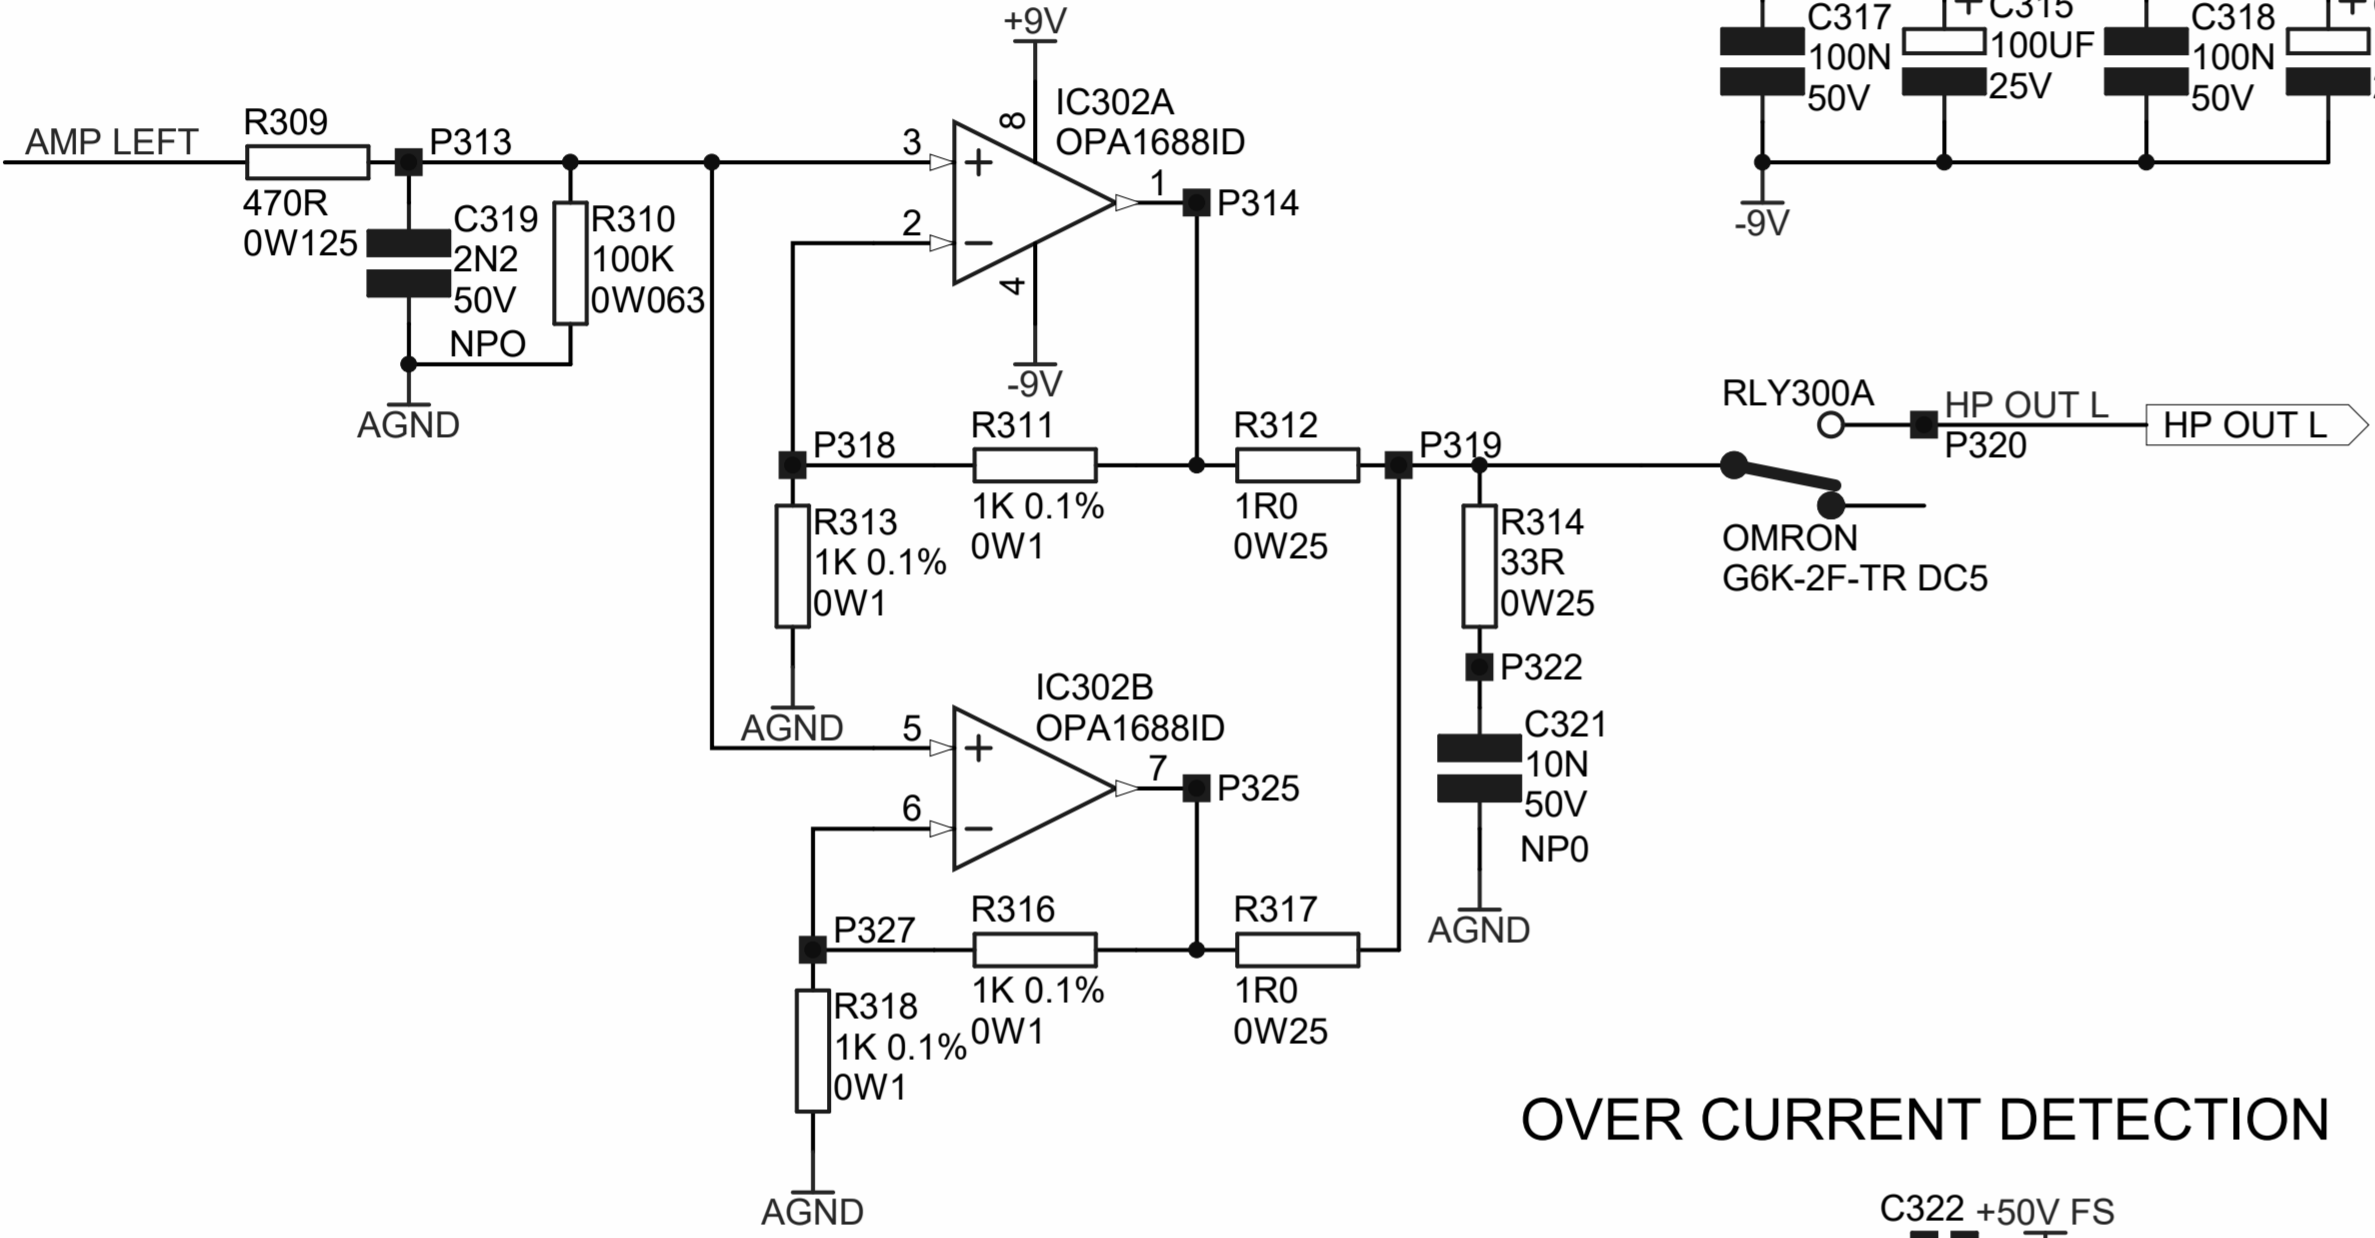 +9V
C317
100N
50V
+ C315
100UF
25V
C318
100N
50V
+
-9V
AMP LEFT
R309
470R
0W125
P313
C319
2N2
50V
NPO
R310
100K
0W063
AGND
3
2
8
4
1
+
−
IC302A
OPA1688ID
P314
-9V
P318
R311
1K 0.1%
0W1
R312
1R0
0W25
P319
RLY300A
HP OUT L
P320
HP OUT L
OMRON
G6K-2F-TR DC5
R313
1K 0.1%
0W1
AGND
R314
33R
0W25
P322
C321
10N
50V
NP0
AGND
IC302B
OPA1688ID
5
6
7
+
−
P325
P327
R316
1K 0.1%
0W1
R317
1R0
0W25
R318
1K 0.1%
0W1
AGND
OVER CURRENT DETECTION
C322
+50V FS